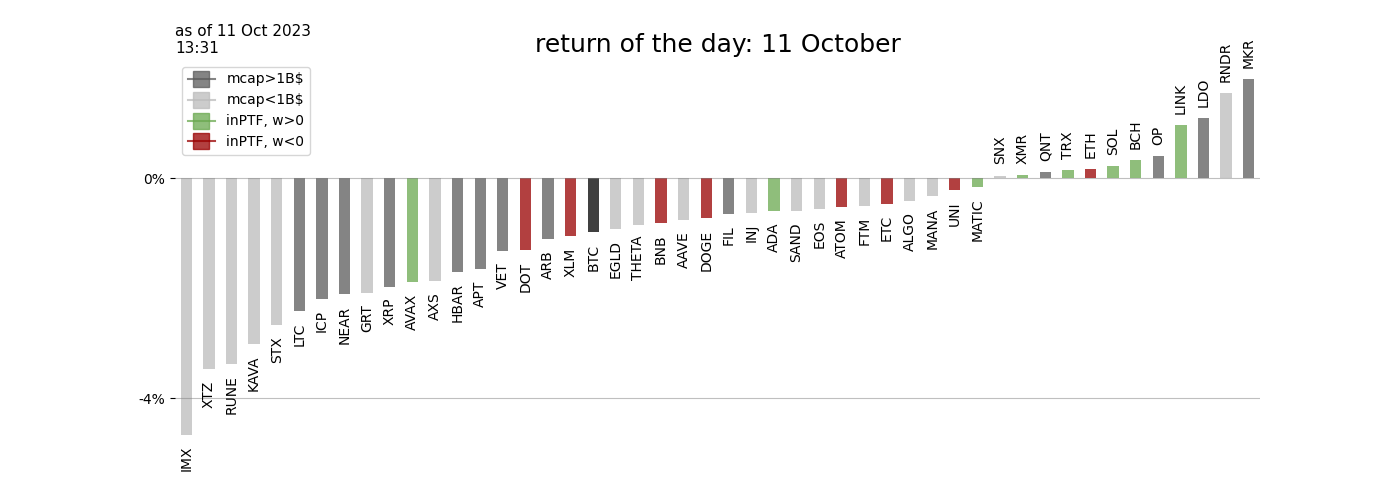 as of 11 Oct 2023
13:31
return of the day: 11 October
mcap>1B$
mcap<1B$
inPTF, w>0
inPTF, w<0
0%
-4%
IMX
XTZ
RUNE
KAVA
STX
LTC
ICP
NEAR
GRT
XRP
AVAX
AXS
HBAR
APT
VET
DOT
ARB
XLM
BTC
EGLD
THETA
BNB
AAVE
DOGE
FIL
INJ
ADA
SAND
EOS
ATOM
FTM
ETC
ALGO
MANA
UNI
MATIC
SNX
XMR
QNT
TRX
ETH
SOL
BCH
OP
LINK
LDO
RNDR
MKR